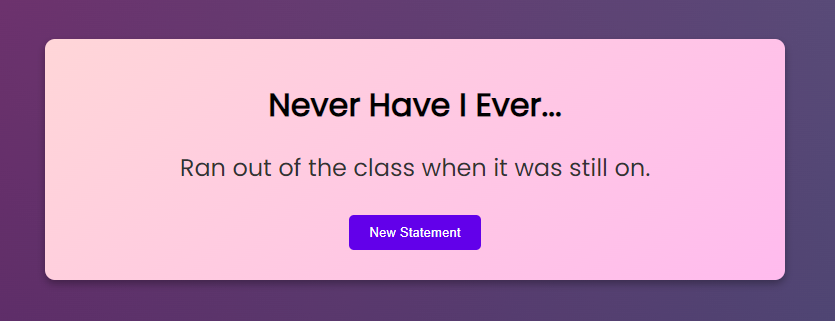 Never Have I Ever...
Ran out of the class when it was still on.
New Statement